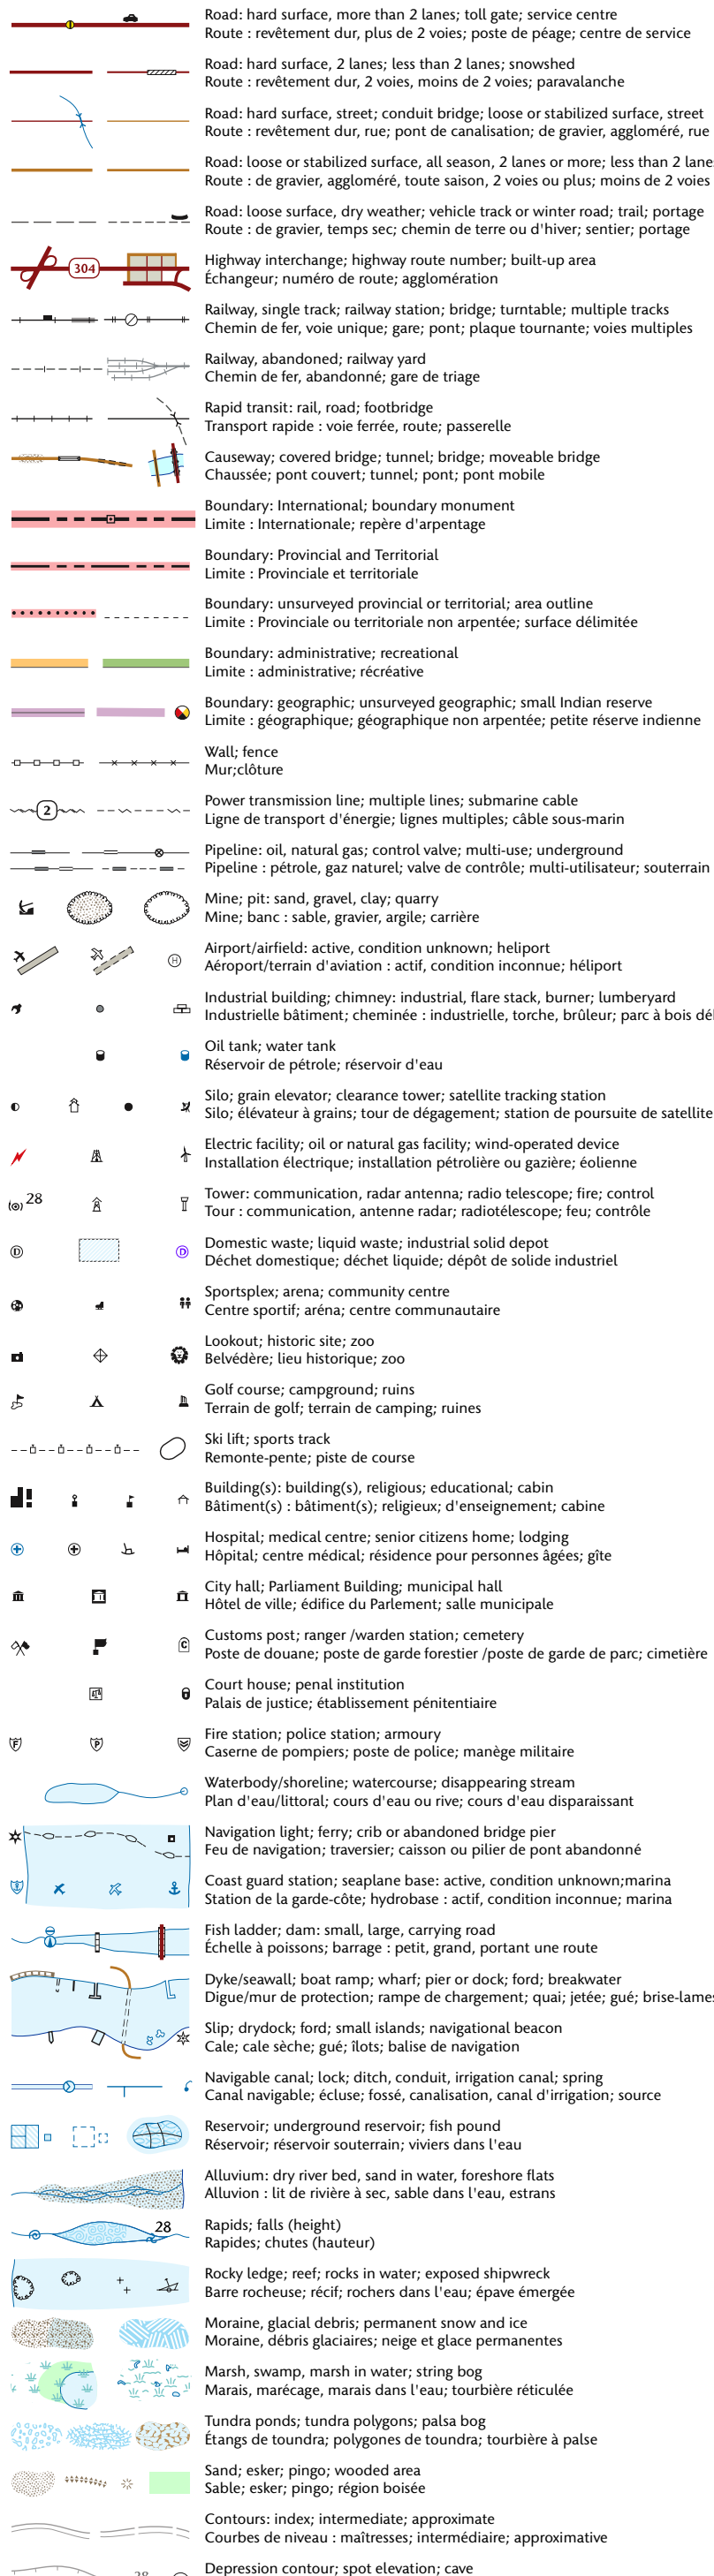 Road: hard surface, more than 2 lanes; toll gate; service centre
Route : revêtement dur, plus de 2 voies; poste de péage; centre de service
Road: hard surface, 2 lanes; less than 2 lanes; snowshed
Route : revêtement dur, 2 voies, moins de 2 voies; paravalanche
Road: hard surface, street; conduit bridge; loose or stabilized surface, street
Route : revêtement dur, rue; pont de canalisation; de gravier, aggloméré, rue
Road: loose or stabilized surface, all season, 2 lanes or more; less than 2 lane
Route : de gravier, aggloméré, toute saison, 2 voies ou plus; moins de 2 voies
Road: loose surface, dry weather; vehicle track or winter road; trail; portage
Route : de gravier, temps sec; chemin de terre ou d'hiver; sentier; portage
304
Highway interchange; highway route number; built-up area
Échangeur; numéro de route; agglomération
Railway, single track; railway station; bridge; turntable; multiple tracks
Chemin de fer, voie unique; gare; pont; plaque tournante; voies multiples
Railway, abandoned; railway yard
Chemin de fer, abandonné; gare de triage
Rapid transit: rail, road; footbridge
Transport rapide : voie ferrée, route; passerelle
Causeway; covered bridge; tunnel; bridge; moveable bridge
Chaussée; pont couvert; tunnel; pont; pont mobile
Boundary: International; boundary monument
Limite : Internationale; repère d'arpentage
Boundary: Provincial and Territorial
Limite : Provinciale et territoriale
Boundary: unsurveyed provincial or territorial; area outline
Limite : Provinciale ou territoriale non arpentée; surface délimitée
Boundary: administrative; recreational
Limite : administrative; récréative
Boundary: geographic; unsurveyed geographic; small Indian reserve
Limite : géographique; géographique non arpentée; petite réserve indienne
Wall; fence
Mur;clôture
2
Power transmission line; multiple lines; submarine cable
Ligne de transport d'énergie; lignes multiples; câble sous-marin
Pipeline: oil, natural gas; control valve; multi-use; underground
Pipeline : pétrole, gaz naturel; valve de contrôle; multi-utilisateur; souterrain
Mine; pit: sand, gravel, clay; quarry
Mine; banc : sable, gravier, argile; carrière
H
Airport/airfield: active, condition unknown; heliport
Aéroport/terrain d'aviation : actif, condition inconnue; héliport
Industrial building; chimney: industrial, flare stack, burner; lumberyard
Industrielle bâtiment; cheminée : industrielle, torche, brûleur; parc à bois dé
Oil tank; water tank
Réservoir de pétrole; réservoir d'eau
Silo; grain elevator; clearance tower; satellite tracking station
Silo; élévateur à grains; tour de dégagement; station de poursuite de satellite
Electric facility; oil or natural gas facility; wind-operated device
Installation électrique; installation pétrolière ou gazière; éolienne
28
Tower: communication, radar antenna; radio telescope; fire; control
Tour : communication, antenne radar; radiotélescope; feu; contrôle
D D
Domestic waste; liquid waste; industrial solid depot
Déchet domestique; déchet liquide; dépôt de solide industriel
Sportsplex; arena; community centre
Centre sportif; aréna; centre communautaire
Lookout; historic site; zoo
Belvédère; lieu historique; zoo
Golf course; campground; ruins
Terrain de golf; terrain de camping; ruines
Ski lift; sports track
Remonte-pente; piste de course
Building(s): building(s), religious; educational; cabin
Bâtiment(s) : bâtiment(s); religieux; d'enseignement; cabine
Hospital; medical centre; senior citizens home; lodging
Hôpital; centre médical; résidence pour personnes âgées; gîte
City hall; Parliament Building; municipal hall
Hôtel de ville; édifice du Parlement; salle municipale
C
Customs post; ranger /warden station; cemetery
Poste de douane; poste de garde forestier /poste de garde de parc; cimetière
Court house; penal institution
Palais de justice; établissement pénitentiaire
F P
Fire station; police station; armoury
Caserne de pompiers; poste de police; manège militaire
Waterbody/shoreline; watercourse; disappearing stream
Plan d'eau/littoral; cours d'eau ou rive; cours d'eau disparaissant
Navigation light; ferry; crib or abandoned bridge pier
Feu de navigation; traversier; caisson ou pilier de pont abandonné
Coast guard station; seaplane base: active, condition unknown;marina
Station de la garde-côte; hydrobase : actif, condition inconnue; marina
Fish ladder; dam: small, large, carrying road
Échelle à poissons; barrage : petit, grand, portant une route
Dyke/seawall; boat ramp; wharf; pier or dock; ford; breakwater
Digue/mur de protection; rampe de chargement; quai; jetée; gué; brise-lames
Slip; drydock; ford; small islands; navigational beacon
Cale; cale sèche; gué; îlots; balise de navigation
Navigable canal; lock; ditch, conduit, irrigation canal; spring
Canal navigable; écluse; fossé, canalisation, canal d'irrigation; source
Reservoir; underground reservoir; fish pound
Réservoir; réservoir souterrain; viviers dans l'eau
Alluvium: dry river bed, sand in water, foreshore flats
Alluvion : lit de rivière à sec, sable dans l'eau, estrans
28
Rapids; falls (height)
Rapides; chutes (hauteur)
Rocky ledge; reef; rocks in water; exposed shipwreck
Barre rocheuse; récif; rochers dans l'eau; épave émergée
Moraine, glacial debris; permanent snow and ice
Moraine, débris glaciaires; neige et glace permanentes
Marsh, swamp, marsh in water; string bog
Marais, marécage, marais dans l'eau; tourbière réticulée
Tundra ponds; tundra polygons; palsa bog
Étangs de toundra; polygones de toundra; tourbière à palse
Sand; esker; pingo; wooded area
Sable; esker; pingo; région boisée
Contours: index; intermediate; approximate
Courbes de niveau : maîtresses; intermédiaire; approximative
Depression contour; spot elevation; cave